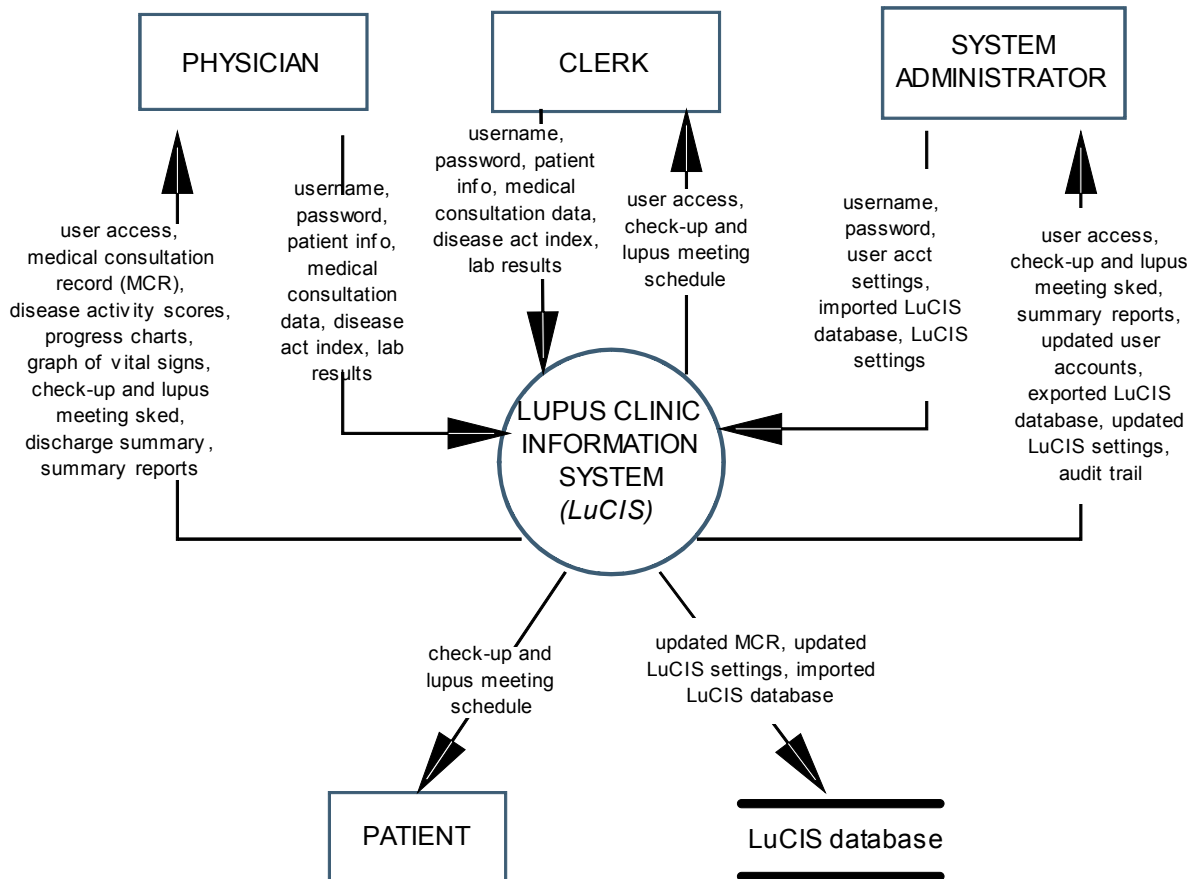 PHYSICIAN
CLERK
SYSTEM
ADMINISTRATOR
user access,
medical consultation
record (MCR),
disease activity scores,
progress charts,
graph of vital signs,
check-up and lupus
meeting sked,
discharge summary,
summary reports
username,
password,
patient info,
medical
consultation
data, disease
act index, lab
results
username,
password, patient
info, medical
consultation data,
disease act index,
lab results
user access,
check-up and
lupus meeting
schedule
username,
password,
user acct
settings,
imported LuCIS
database, LuCIS
settings
user access,
check-up and lupus
meeting sked,
summary reports,
updated user
accounts,
exported LuCIS
database, updated
LuCIS settings,
audit trail
LUPUS CLINIC
INFORMATION
SYSTEM
(LuCIS)
check-up and
lupus meeting
schedule
updated MCR, updated
LuCIS settings, imported
LuCIS database
PATIENT
LuCIS database